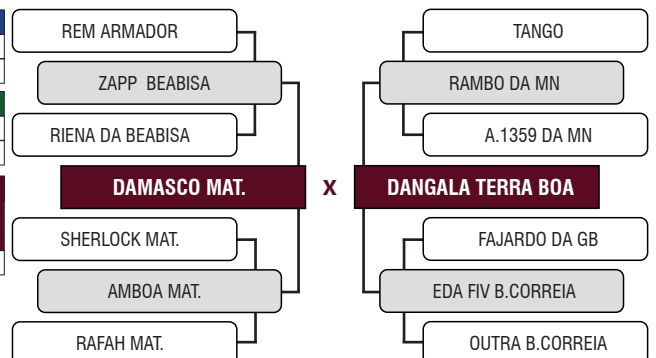 REM ARMADOR TANGO
ZAPP BEABISA RAMBO DA MN
RIENA DA BEABISA A.1359 DA MN
DAMASCO MAT. X DANGALA TERRA BOA
SHERLOCK MAT. FAJARDO DA GB
AMBOA MAT. EDA FIV B.CORREIA
RAFAH MAT. OUTRA B.CORREIA